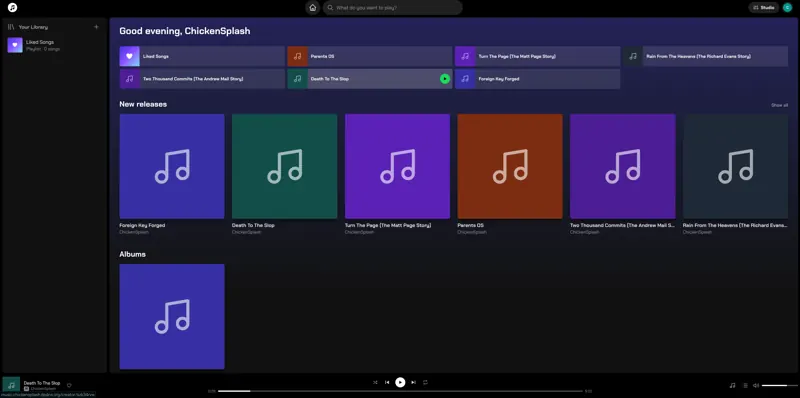 What do you want to play?
Studio
Your Library
Liked Songs
Playlist · 0 songs
Good evening, ChickenSplash
Liked Songs
Parents OS
Turn The Page (The Matt Page Story)
Rain From The Heavens (The Richard Evans Story)
Two Thousand Commits (The Andrew Mail Story)
Death To The Slop
Foreign Key Forged
New releases
Show all
Foreign Key Forged
ChickenSplash
Death To The Slop
ChickenSplash
Turn The Page (The Matt Page Story)
ChickenSplash
Parents OS
ChickenSplash
Two Thousand Commits (The Andrew Mail S...
ChickenSplash
Rain From The Heavens (The Richard Evans...
ChickenSplash
Albums
Death To The Slop
ChickenSplash